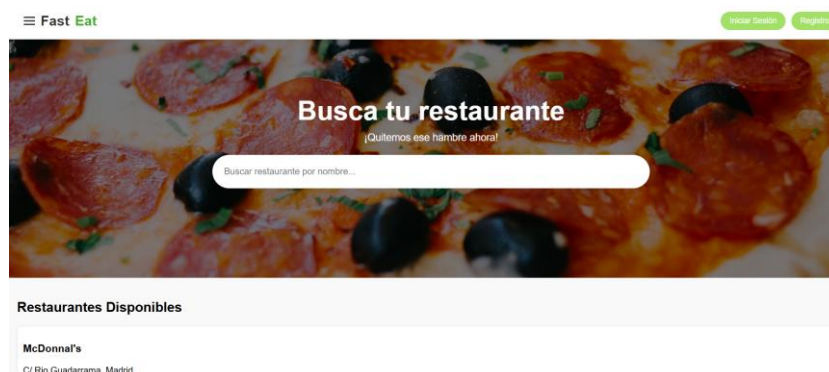 Fast Eat
Iniciar Sesión
Busca tu restaurante
¡Quitemos ese hambre ahora!
Buscar restaurante por nombre...
Restaurantes Disponibles
McDonnal's
C/ Rio Guadarrama, Madrid